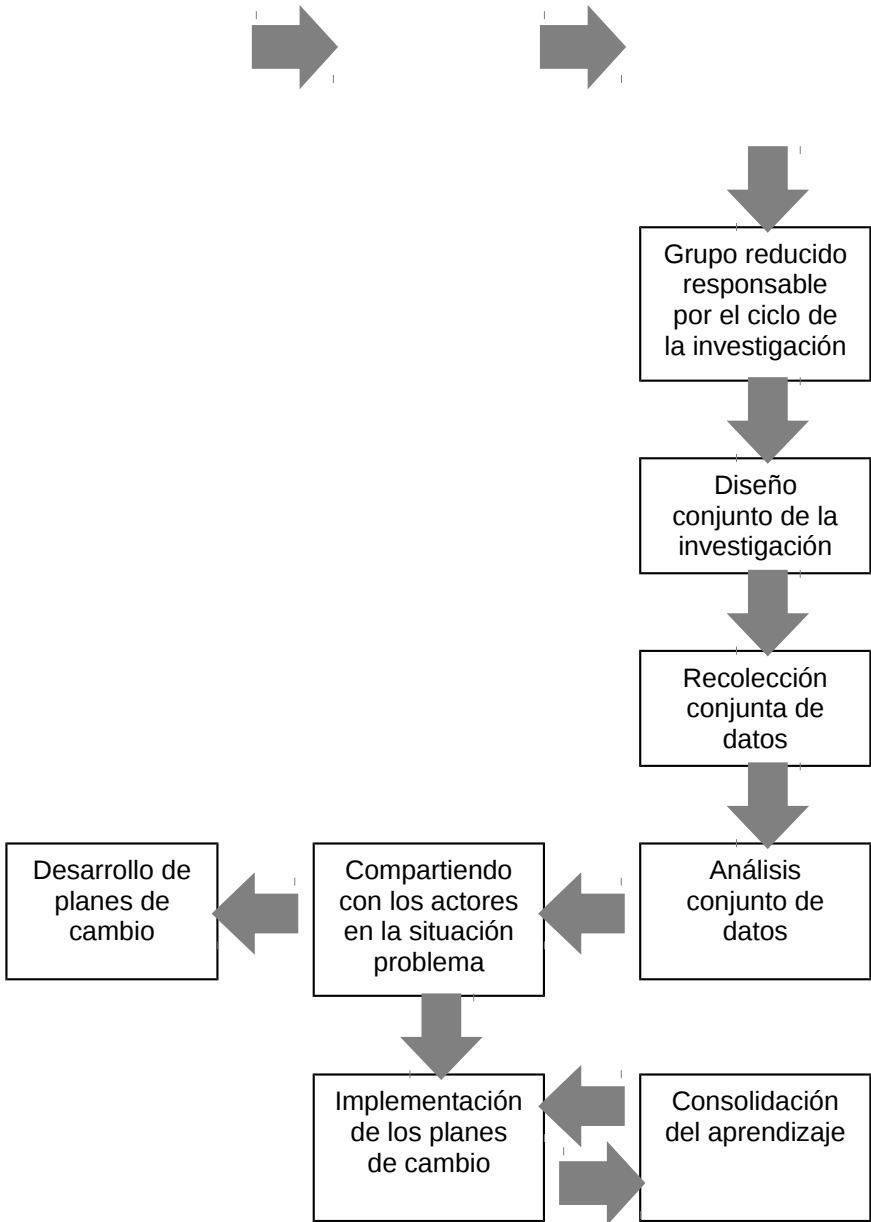 Grupo reducido
responsable
por el ciclo de
la investigación
Diseño
conjunto de la
investigación
Recolección
conjunta de
datos
Desarrollo de
planes de
cambio
Compartiendo
con los actores
en la situación
problema
Análisis
conjunto de
datos
Implementación
de los planes
de cambio
Consolidación
del aprendizaje